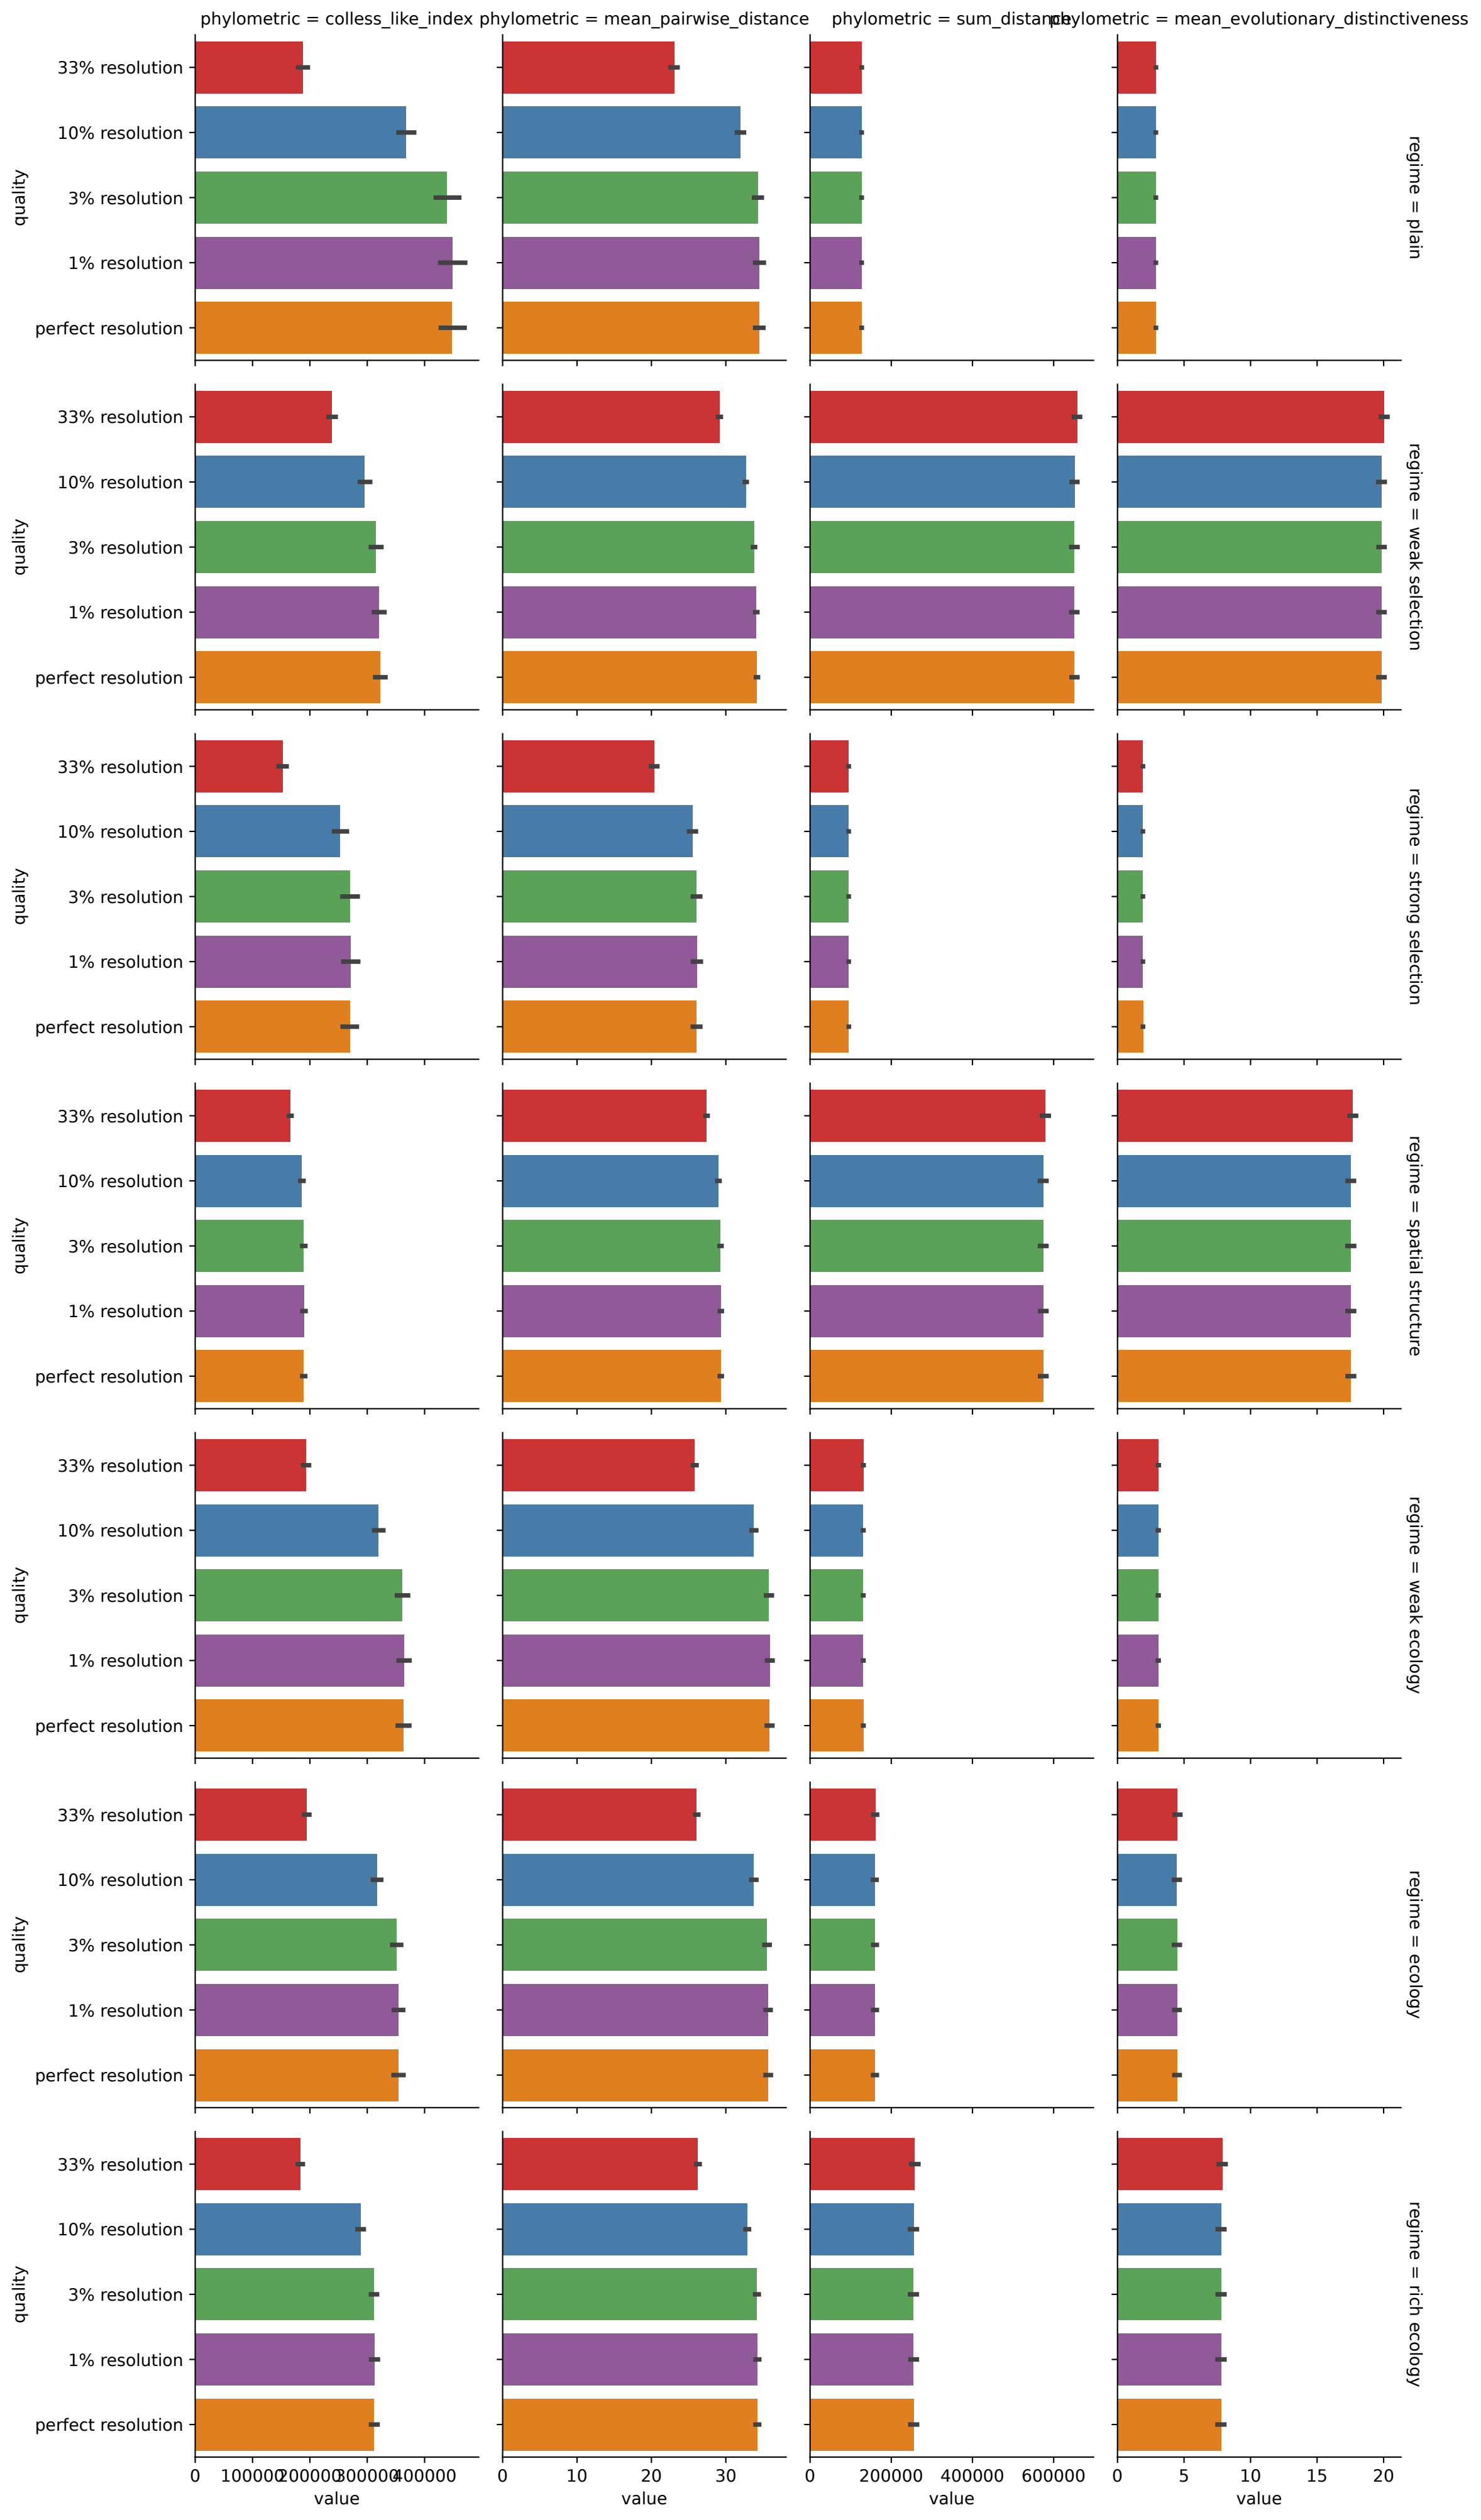 phylometric = colless_like_index
phylometric = mean_pairwise_distance
phylometric = sum_distance
phylometric = mean_evolutionary_distinctiveness
quality
33% resolution
10% resolution
3% resolution
1% resolution
perfect resolution
regime = plain
quality
33% resolution
10% resolution
3% resolution
1% resolution
perfect resolution
regime = weak selection
quality
33% resolution
10% resolution
3% resolution
1% resolution
perfect resolution
regime = strong selection
quality
33% resolution
10% resolution
3% resolution
1% resolution
perfect resolution
regime = spatial structure
quality
33% resolution
10% resolution
3% resolution
1% resolution
perfect resolution
regime = weak ecology
quality
33% resolution
10% resolution
3% resolution
1% resolution
perfect resolution
regime = ecology
quality
33% resolution
10% resolution
3% resolution
1% resolution
perfect resolution
regime = rich ecology
0 100000 200000 300000 400000
0 10 20 30
0 200000 400000 600000
0 5 10 15 20
value
value
value
value